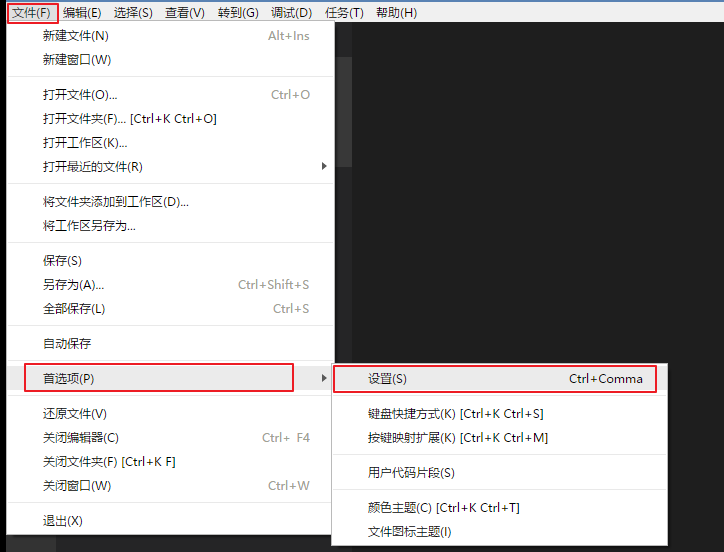 文件(F) 编辑(E) 选择(S) 查看(V) 转到(G) 调试(D) 任务(T) 帮助(H)
新建文件(N) Alt+Ins
新建窗口(W)
打开文件(O)... Ctrl+O
打开文件夹(F)... [Ctrl+K Ctrl+O]
打开工作区(K)...
打开最近的文件(R)
将文件夹添加到工作区(D)...
将工作区另存为...
保存(S)
另存为(A)... Ctrl+Shift+S
全部保存(L) Ctrl+S
自动保存
首选项(P)
还原文件(V)
关闭编辑器(C) Ctrl+ F4
关闭文件夹(F) [Ctrl+K F]
关闭窗口(W) Ctrl+W
退出(X)
设置(S) Ctrl+Comma
键盘快捷方式(K) [Ctrl+K Ctrl+S]
按键映射扩展(K) [Ctrl+K Ctrl+M]
用户代码片段(S)
颜色主题(C) [Ctrl+K Ctrl+T]
文件图标主题(I)